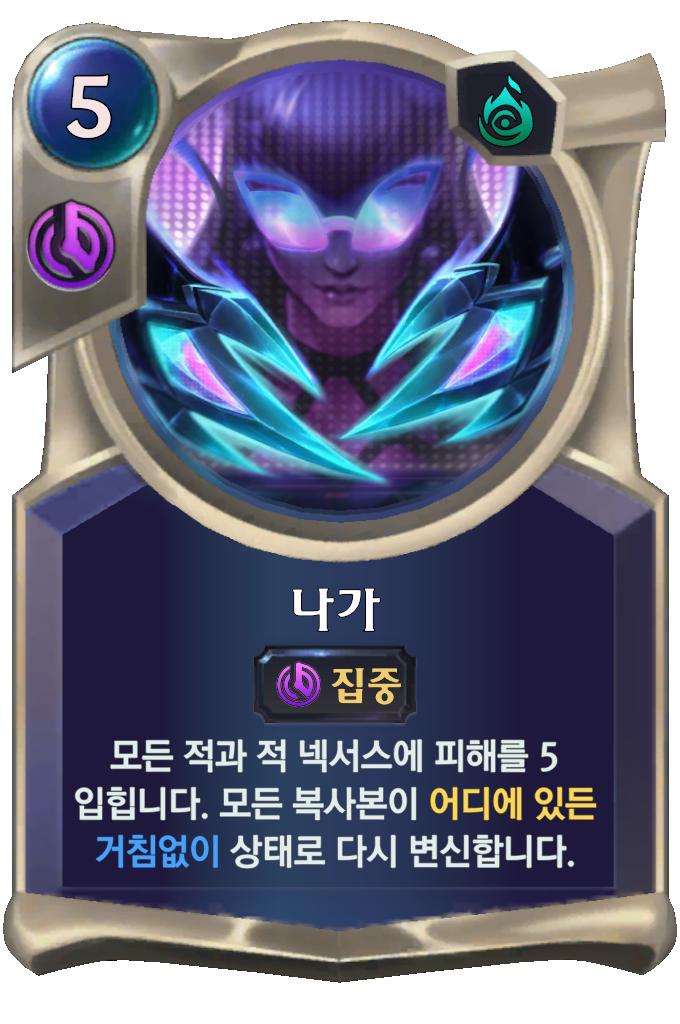 5
나가
집중
모든 적과 적 넥서스에 피해를 5
입힙니다. 모든 복사본이 어디에 있든
거침없이 상태로 다시 변신합니다.